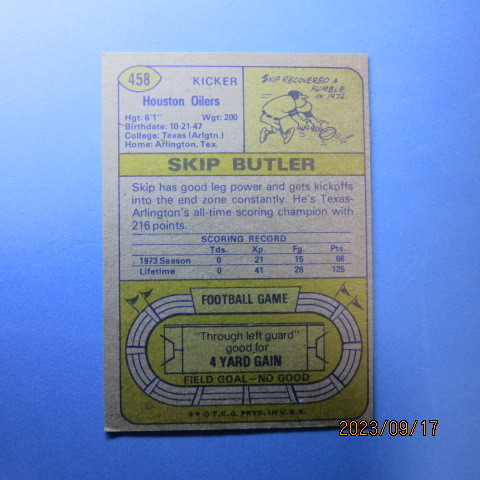 458
KICKER
Houston Oilers
Hgt: 6'1" Wgt: 200
Birthdate: 10-21-47
College: Texas (Arlgtn.)
Home: Arlington, Tex.
SKIP RECOVERED A
FUMBLE
IN 1972.
SKIP BUTLER
Skip has good leg power and gets kickoffs
into the end zone constantly. He's Texas-
Arlington's all-time scoring champion with
216 points.
SCORING RECORD
Tds. Xp. Fg. Pts.
1973 Season 0 21 15 66
Lifetime 0 41 28 125
FOOTBALL GAME
"Through left guard"
good for
4 YARD GAIN
FIELD GOAL—NO GOOD
** © T.C.G. PRTD. IN U.S.A.
2023/09/17